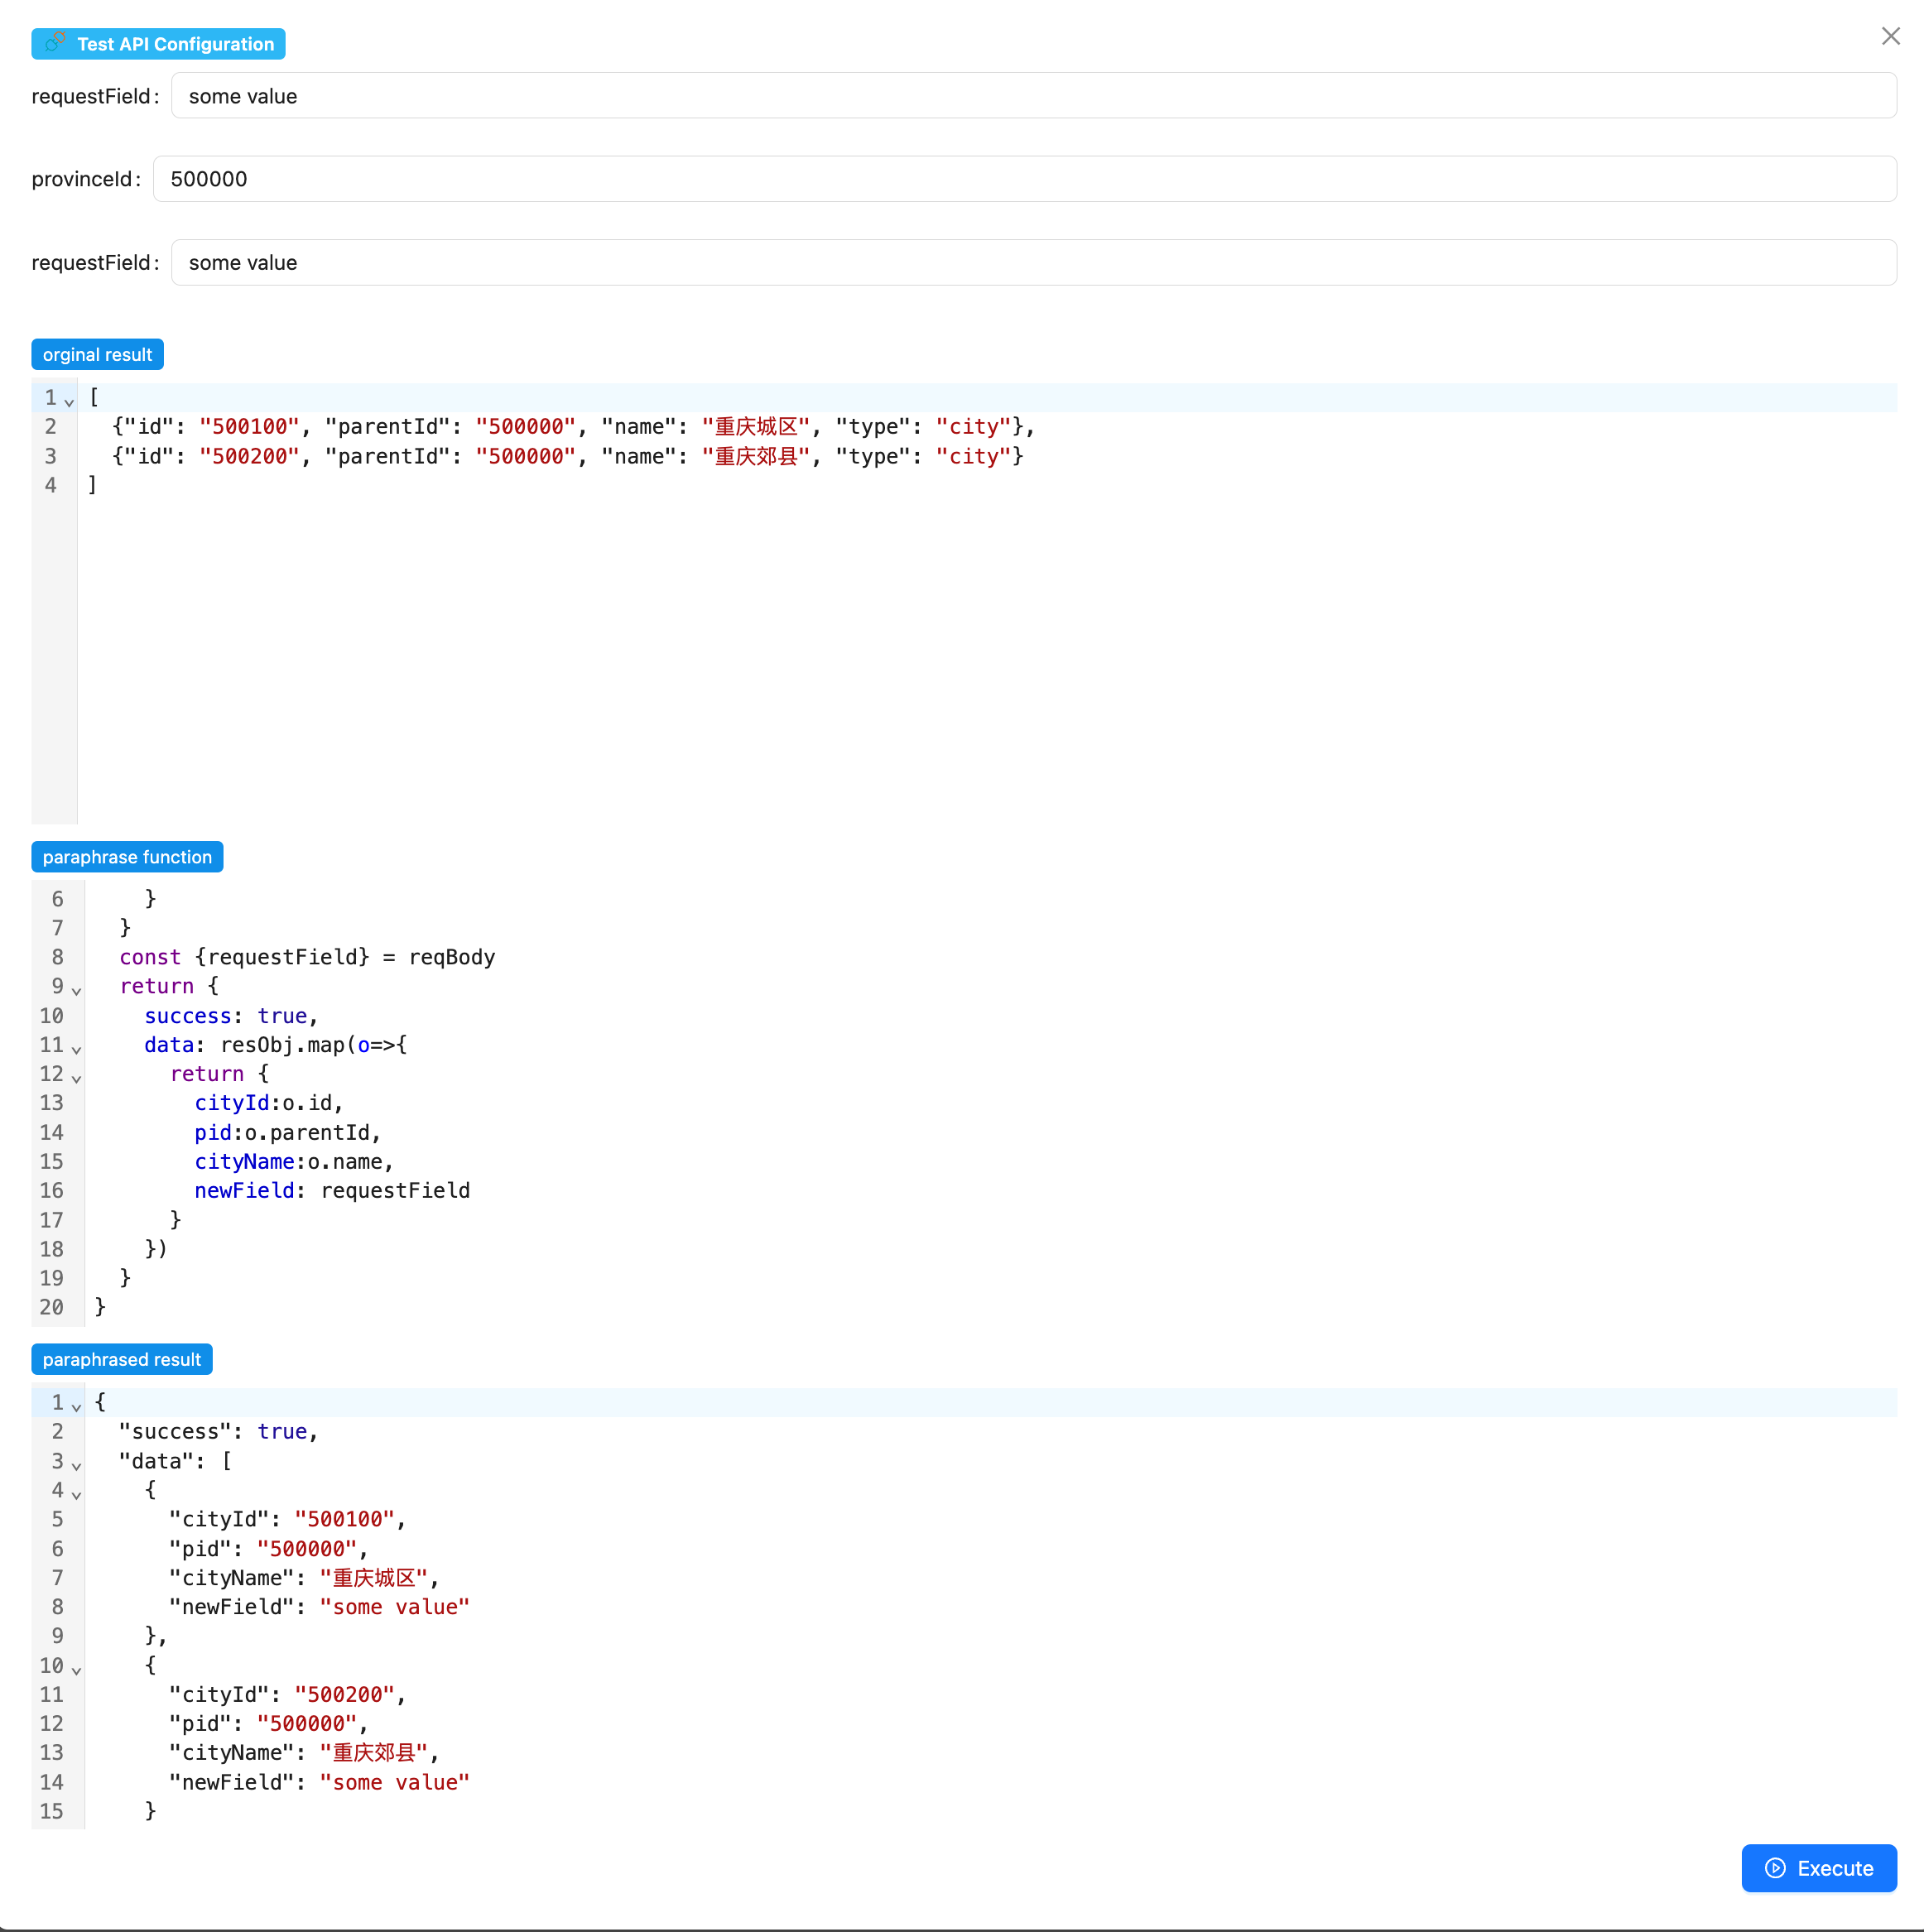 Test API Configuration
requestField: some value
provinceId: 500000
requestField: some value
orginal result
1 [
2   {"id": "500100", "parentId": "500000", "name": "重庆城区", "type": "city"},
3   {"id": "500200", "parentId": "500000", "name": "重庆郊县", "type": "city"}
4 ]
paraphrase function
6     }
7   }
8   const {requestField} = reqBody
9   return {
10     success: true,
11     data: resObj.map(o=>{
12       return {
13         cityId:o.id,
14         pid:o.parentId,
15         cityName:o.name,
16         newField: requestField
17       }
18     })
19   }
20 }
paraphrased result
1 {
2   "success": true,
3   "data": [
4     {
5       "cityId": "500100",
6       "pid": "500000",
7       "cityName": "重庆城区",
8       "newField": "some value"
9     },
10     {
11       "cityId": "500200",
12       "pid": "500000",
13       "cityName": "重庆郊县",
14       "newField": "some value"
15     }
Execute